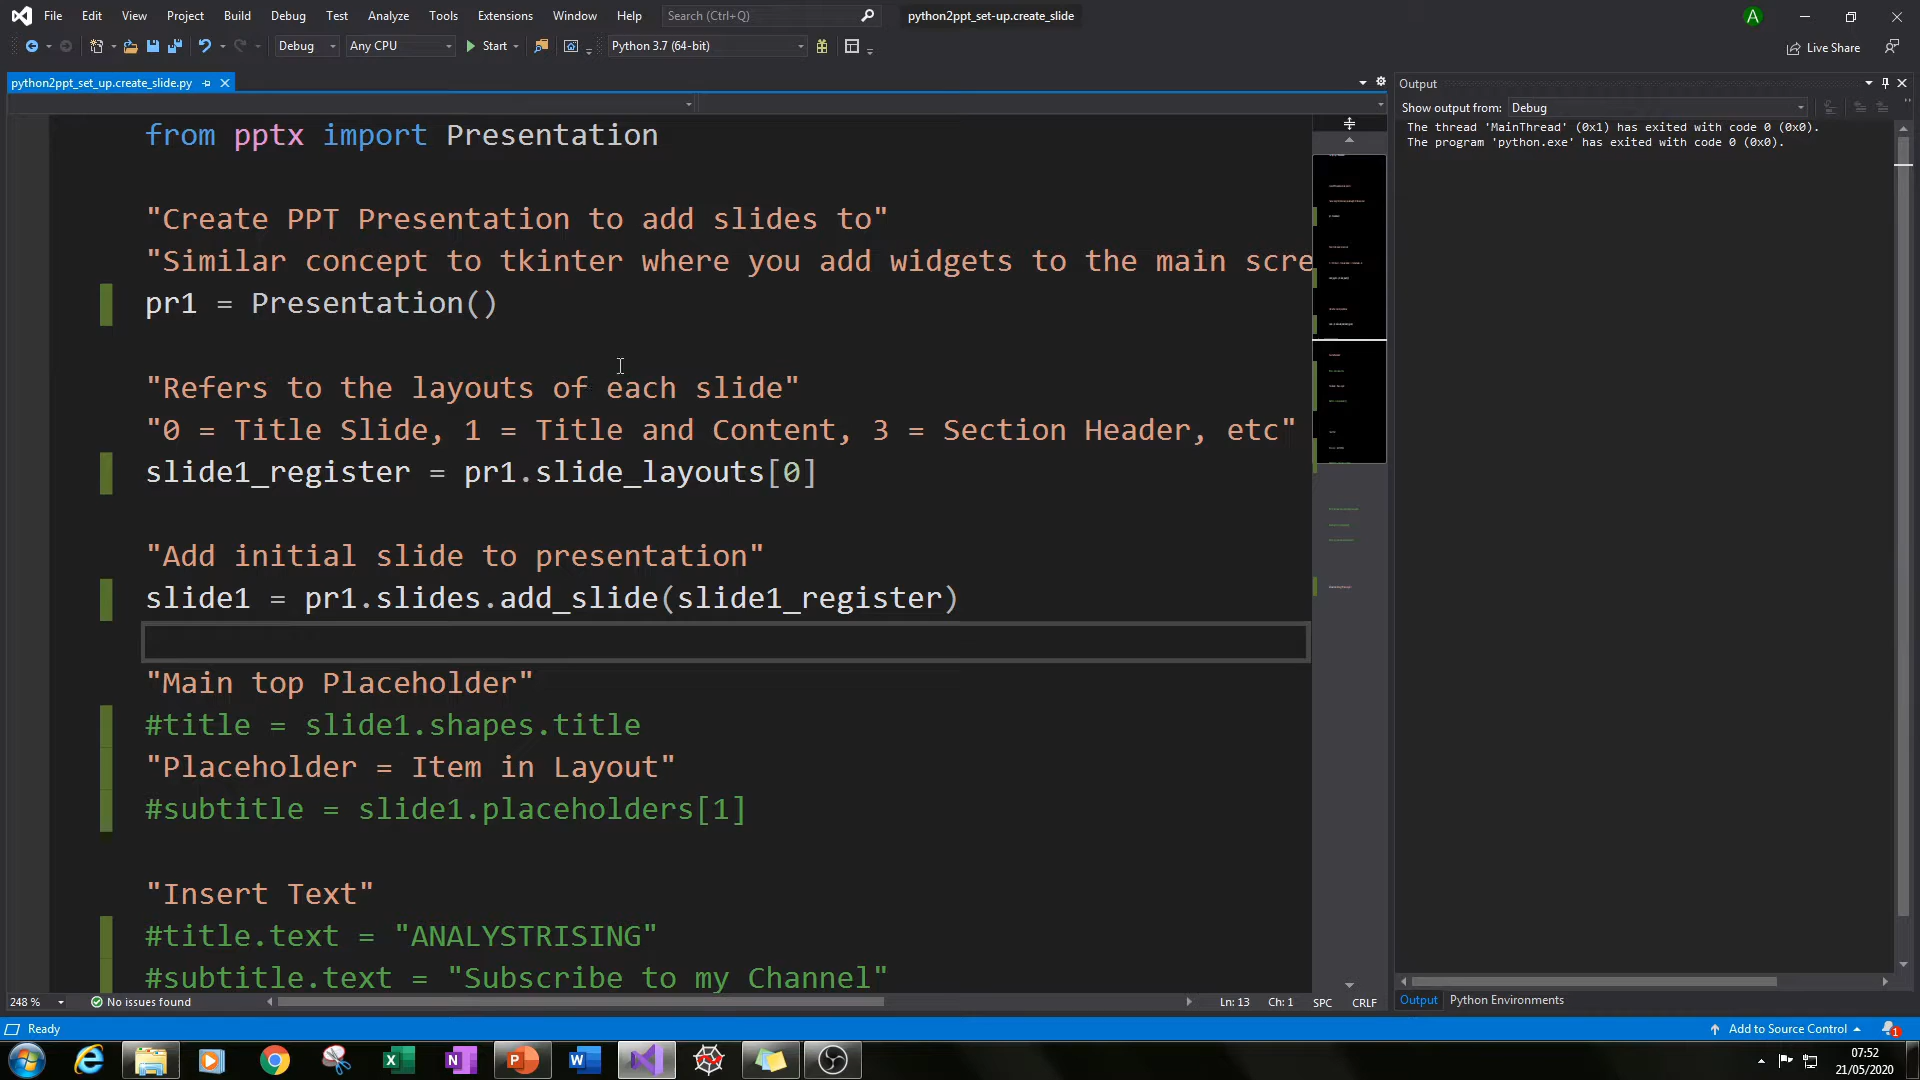 File Edit View Project Build Debug Test Analyze Tools Extensions Window Help Search (Ctrl+Q) python2ppt_set-up.create_slide A
Debug Any CPU Start Python 3.7 (64-bit) Live Share
python2ppt_set_up.create_slide.py
from pptx import Presentation
"Create PPT Presentation to add slides to"
"Similar concept to tkinter where you add widgets to the main scre
pr1 = Presentation()
"Refers to the layouts of each slide"
"0 = Title Slide, 1 = Title and Content, 3 = Section Header, etc"
slide1_register = pr1.slide_layouts[0]
"Add initial slide to presentation"
slide1 = pr1.slides.add_slide(slide1_register)
"Main top Placeholder"
#title = slide1.shapes.title
"Placeholder = Item in Layout"
#subtitle = slide1.placeholders[1]
"Insert Text"
#title.text = "ANALYSTRISING"
#subtitle.text = "Subscribe to my Channel"
248 % No issues found Ln: 13 Ch: 1 SPC CRLF
Output
Show output from: Debug
The thread 'MainThread' (0x1) has exited with code 0 (0x0).
The program 'python.exe' has exited with code 0 (0x0).
Output Python Environments
Ready Add to Source Control 1
07:52
21/05/2020